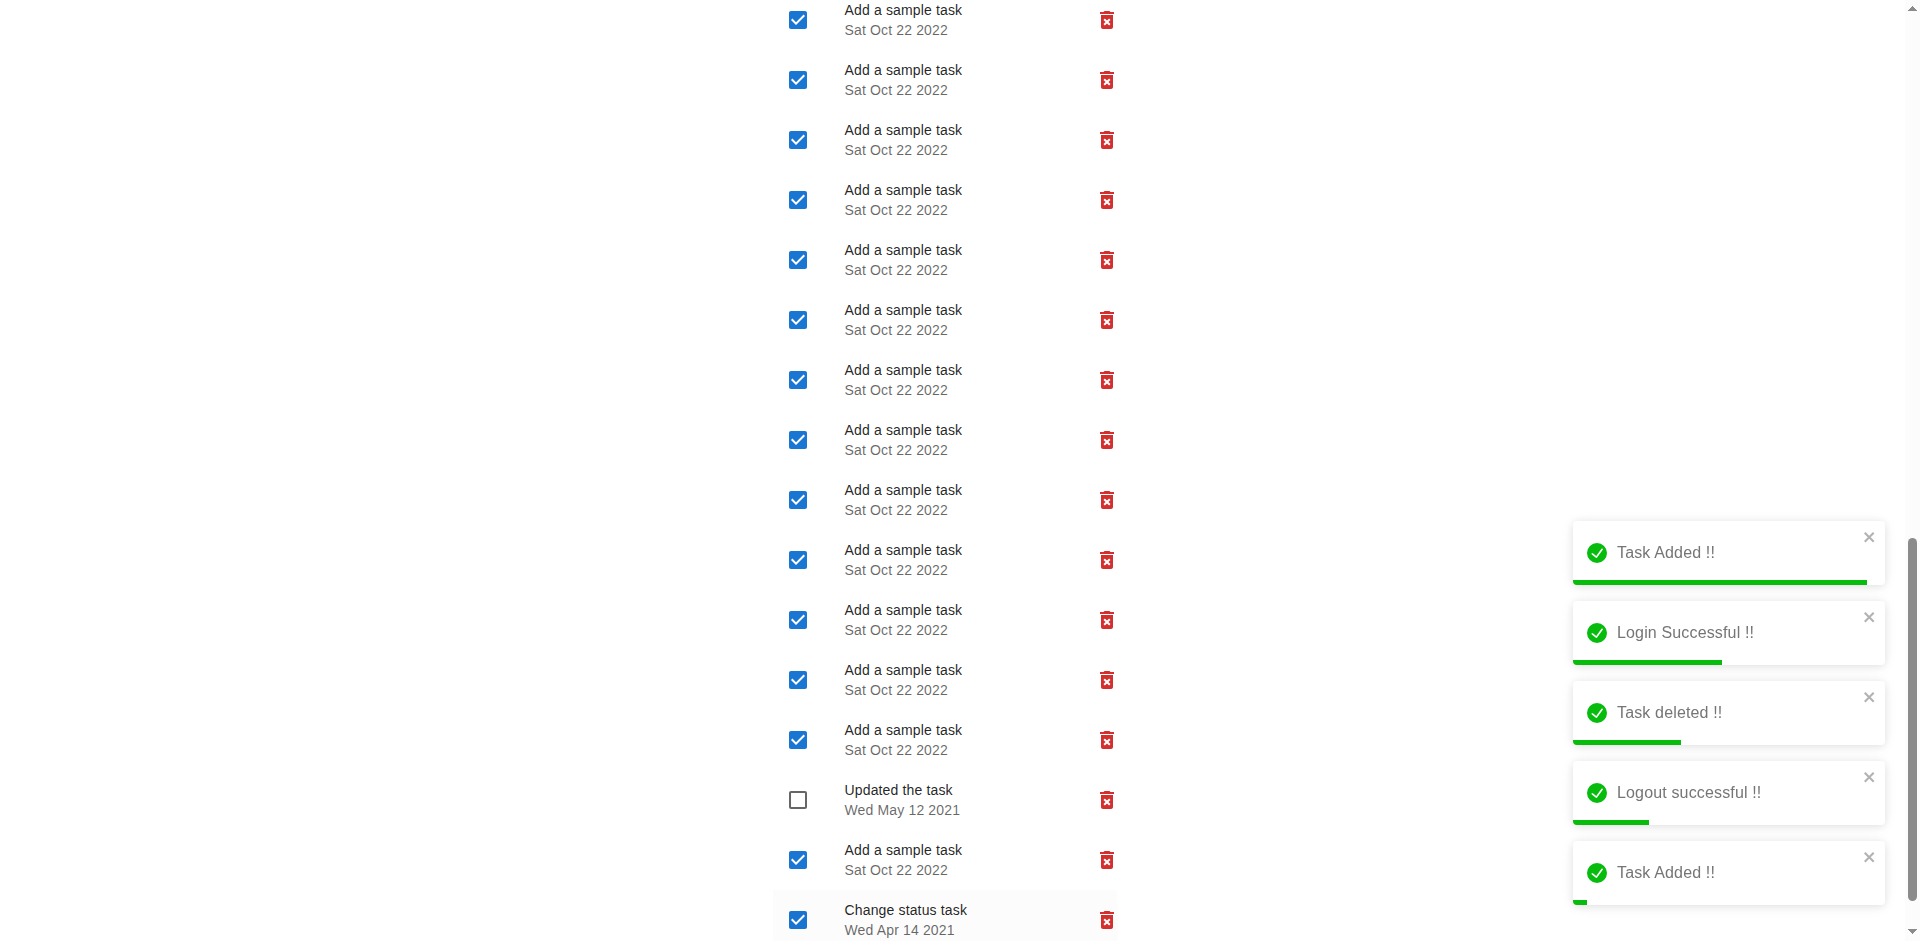 Add a sample task
Sat Oct 22 2022
Add a sample task
Sat Oct 22 2022
Add a sample task
Sat Oct 22 2022
Add a sample task
Sat Oct 22 2022
Add a sample task
Sat Oct 22 2022
Add a sample task
Sat Oct 22 2022
Add a sample task
Sat Oct 22 2022
Add a sample task
Sat Oct 22 2022
Add a sample task
Sat Oct 22 2022
Add a sample task
Sat Oct 22 2022
Add a sample task
Sat Oct 22 2022
Add a sample task
Sat Oct 22 2022
Add a sample task
Sat Oct 22 2022
Updated the task
Wed May 12 2021
Add a sample task
Sat Oct 22 2022
Change status task
Wed Apr 14 2021
Task Added !!
Login Successful !!
Task deleted !!
Logout successful !!
Task Added !!